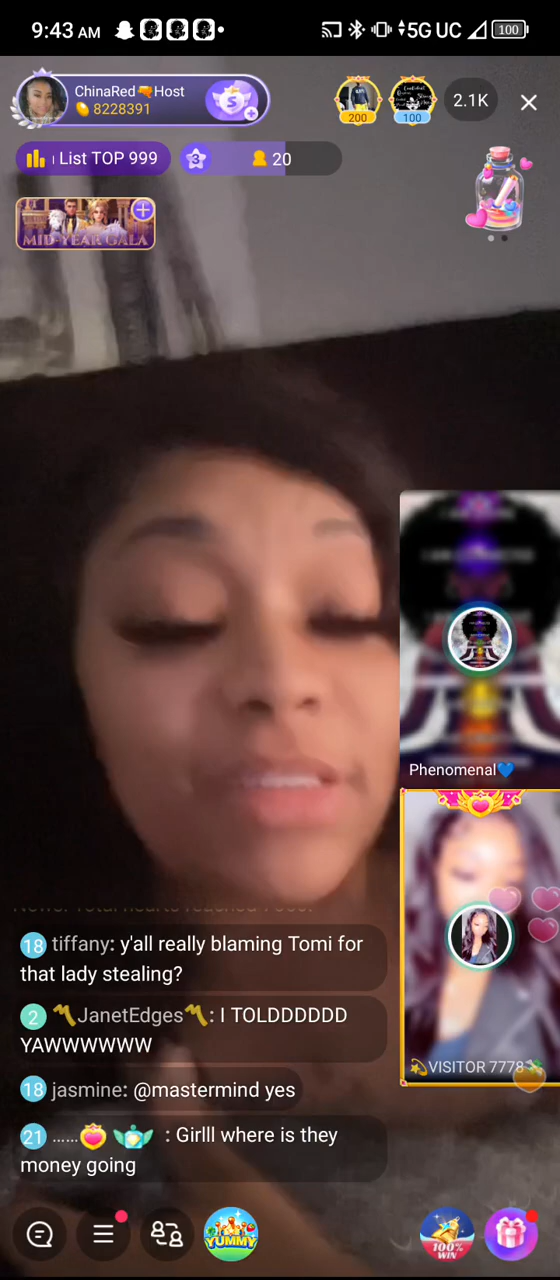 9:43 AM
5G UC
100
ChinaRed Host
8228391
S
200
100
2.1K
List TOP 999
3
20
MID-YEAR GALA
Phenomenal💙
18 tiffany: y'all really blaming Tomi for
that lady stealing?
2 〽️JanetEdges〽️: I TOLDDDDDD
YAWWWWWW
💫VISITOR 7778
18 jasmine: @mastermind yes
21 ...... : Girlll where is they
money going
YUMMY
100%
WIN